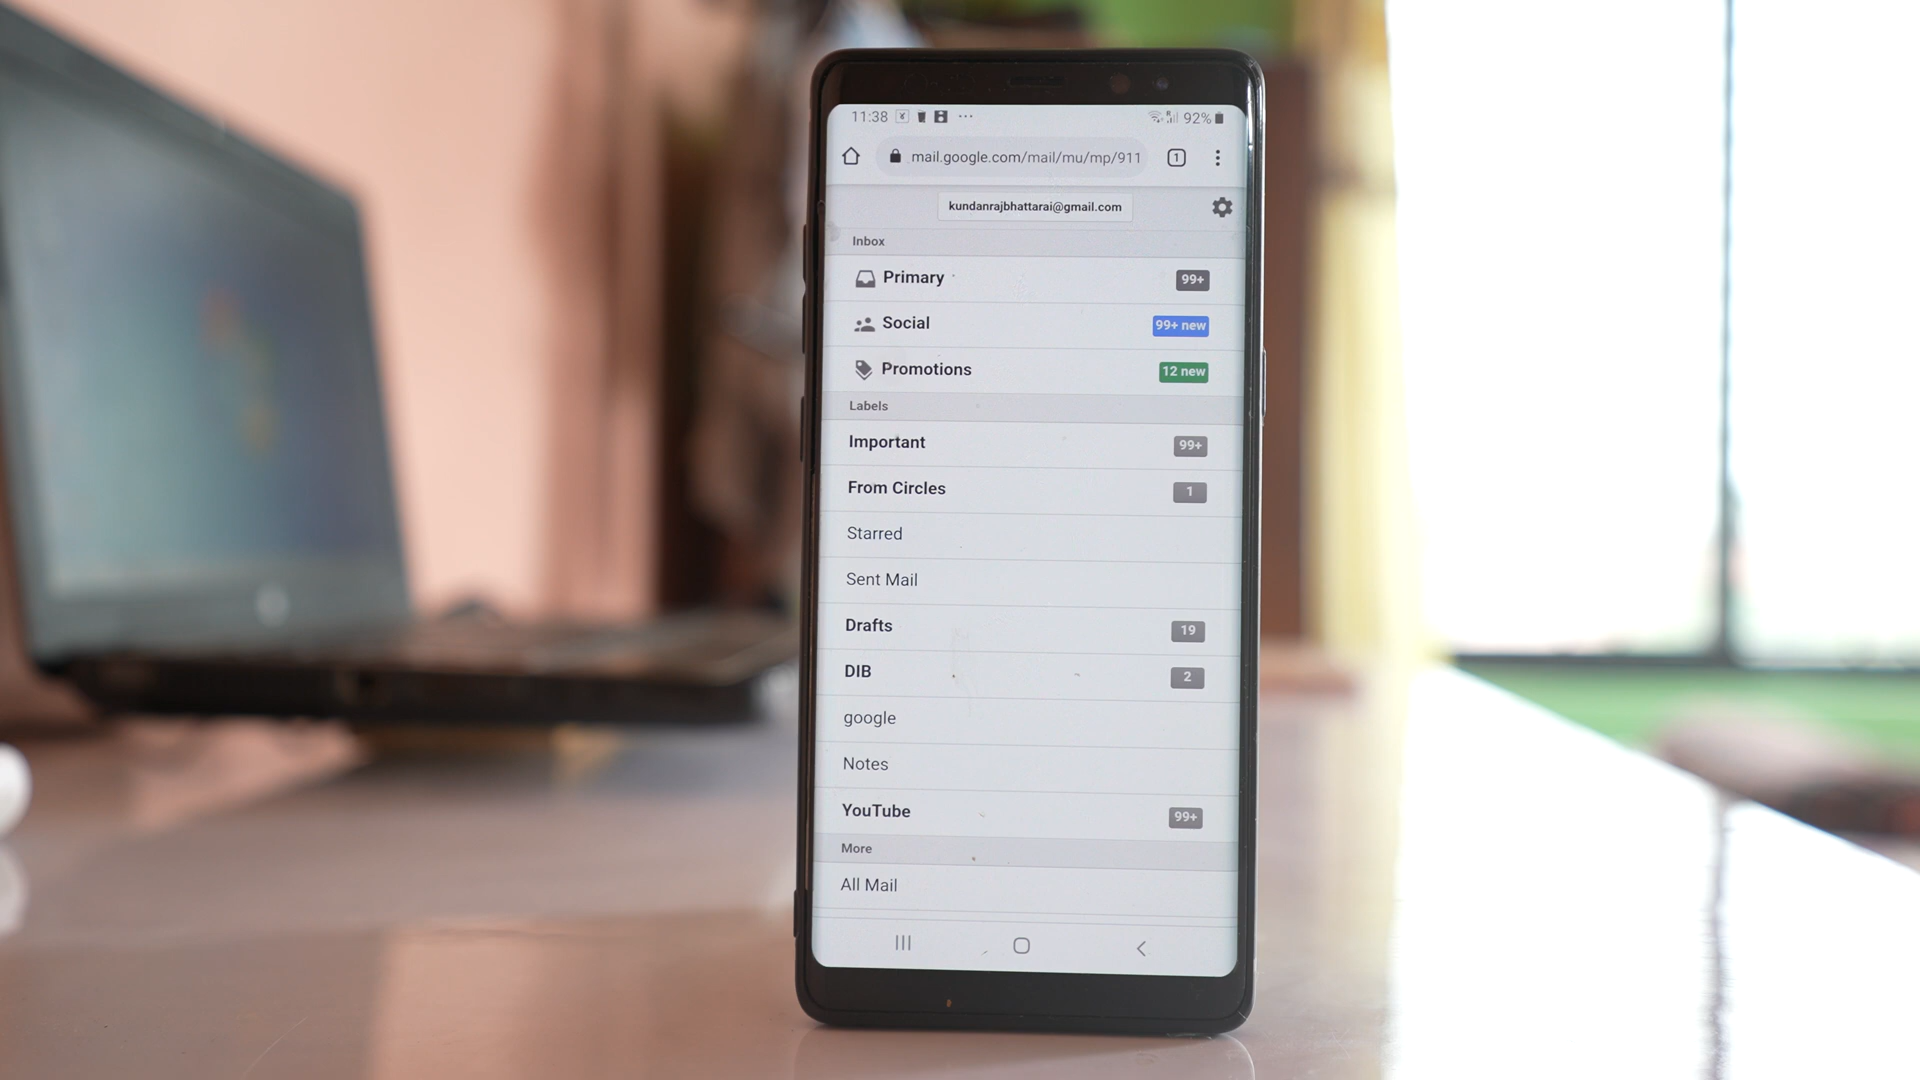 11:38 92%
mail.google.com/mail/mu/mp/911 1
kundanrajbhattarai@gmail.com
Inbox
Primary 99+
Social 99+ new
Promotions 12 new
Labels
Important 99+
From Circles 1
Starred
Sent Mail
Drafts 19
DIB 2
google
Notes
YouTube 99+
More
All Mail